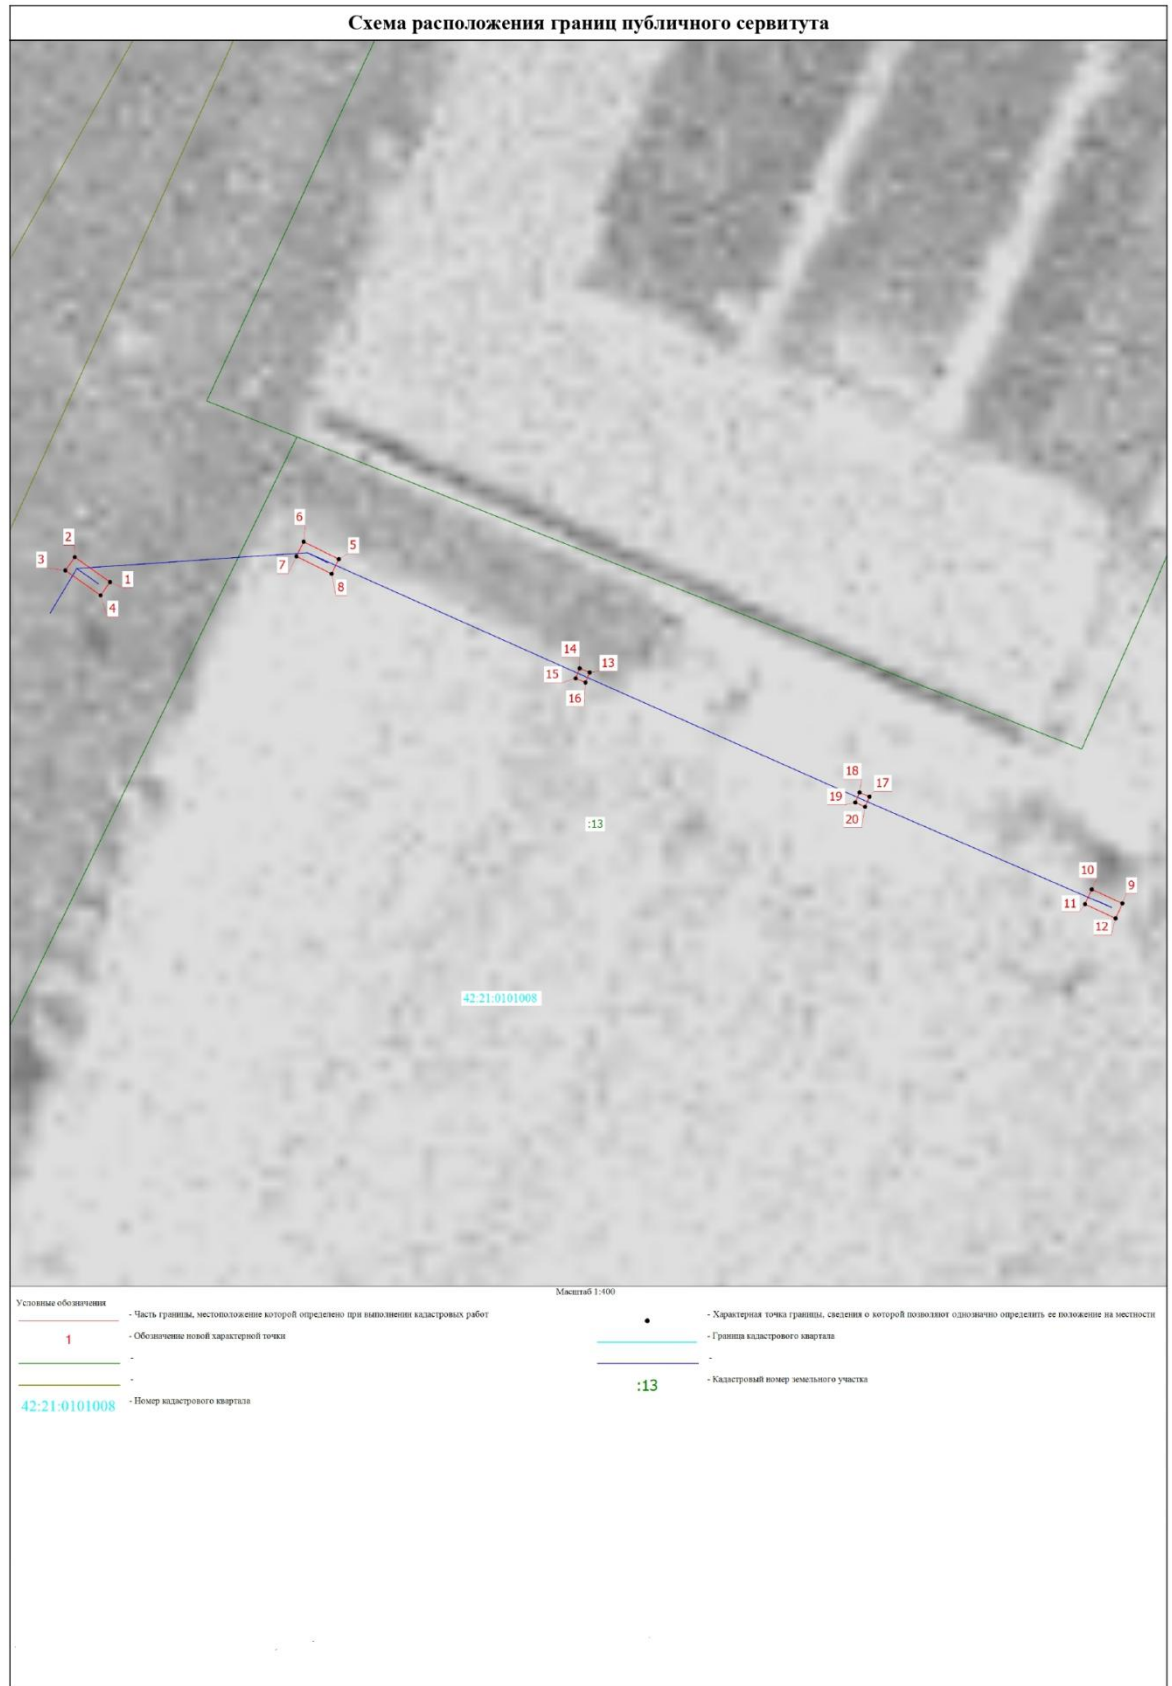 Схема расположения границ публичного сервитута
2
3
1
4
6
5
7
8
14
13
15
16
18
17
19
20
:13
10
9
11
12
42:21:0101008
Масштаб 1:400
Условные обозначения
- Часть границы, местоположение которой определено при выполнении кадастровых работ
- Характерная точка границы, сведения о которой позволяют однозначно определить ее положение на местности
1 - Обозначение новой характерной точки
- Граница кадастрового квартала
-
-
-
:13 - Кадастровый номер земельного участка
42:21:0101008 - Номер кадастрового квартала